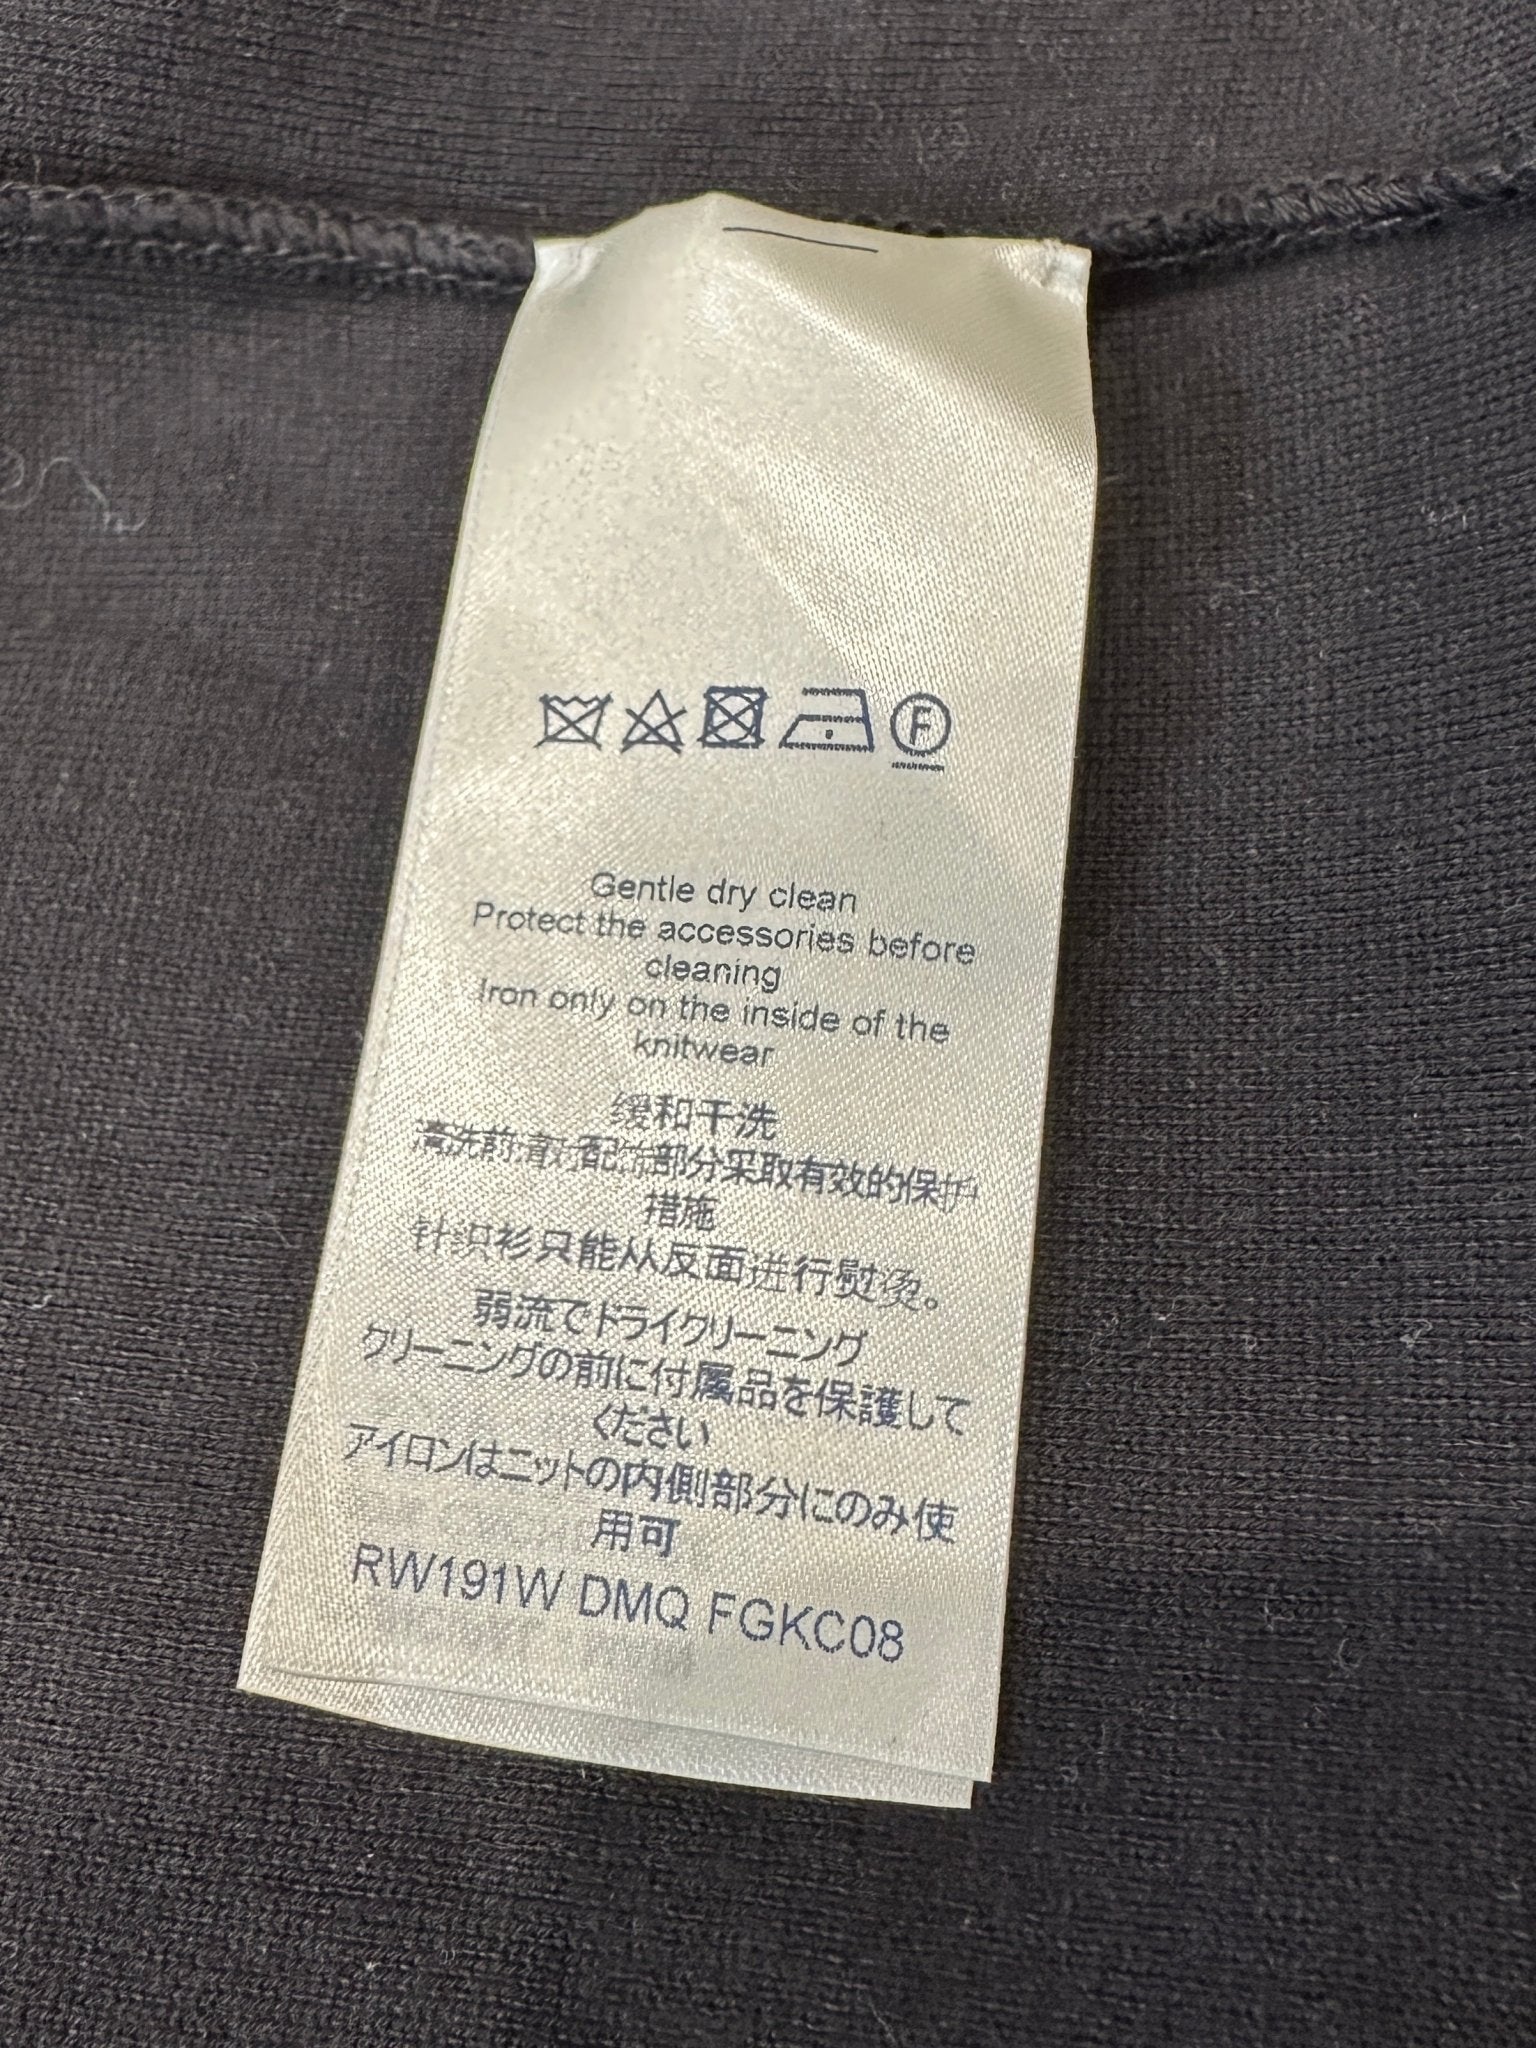 F
Gentle dry clean
Protect the accessories before
cleaning
Iron only on the inside of the
knitwear
缓和干洗
清洗前请对配饰部分采取有效的保护
措施
针织衫只能从反面进行熨烫。
弱流でドライクリーニング
クリーニングの前に付属品を保護して
ください
アイロンはニットの内側部分にのみ使
用可
RW191W DMQ FGKC08